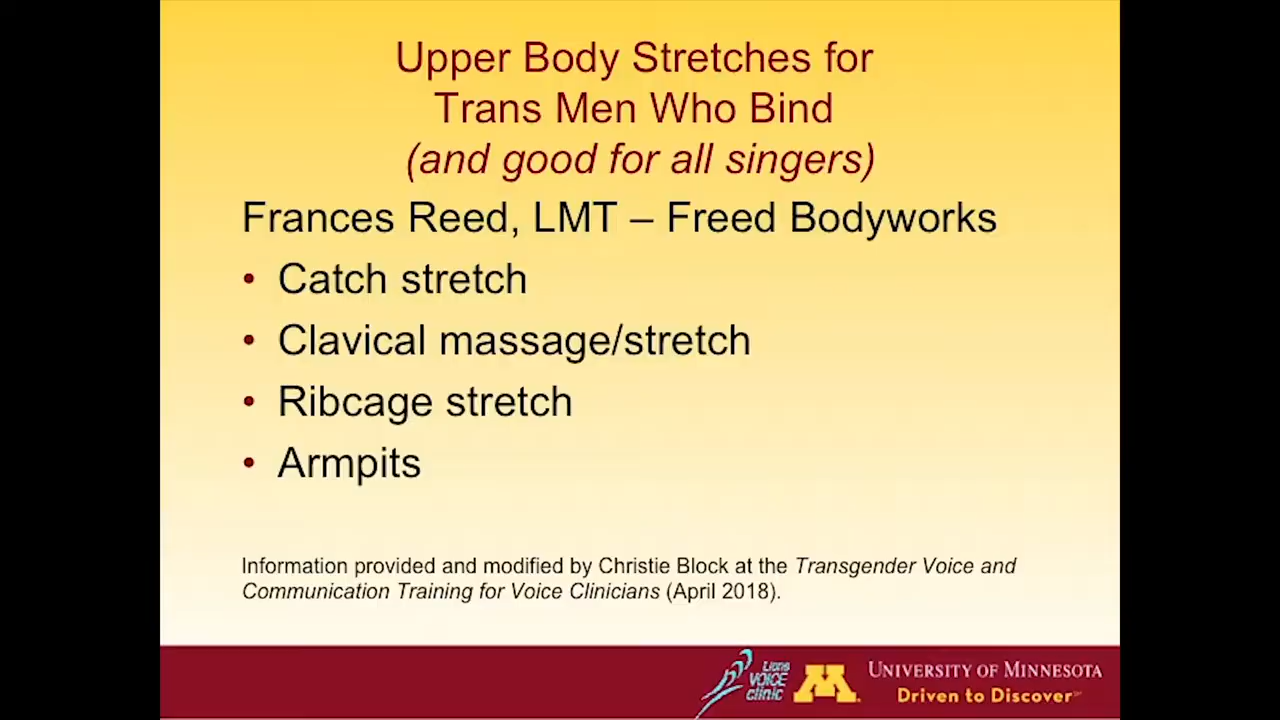 Upper Body Stretches for
Trans Men Who Bind
(and good for all singers)
Frances Reed, LMT – Freed Bodyworks
• Catch stretch
• Clavical massage/stretch
• Ribcage stretch
• Armpits
Information provided and modified by Christie Block at the Transgender Voice and
Communication Training for Voice Clinicians (April 2018).
Lions
VOICE
clinic
M
UNIVERSITY OF MINNESOTA
Driven to Discover℠